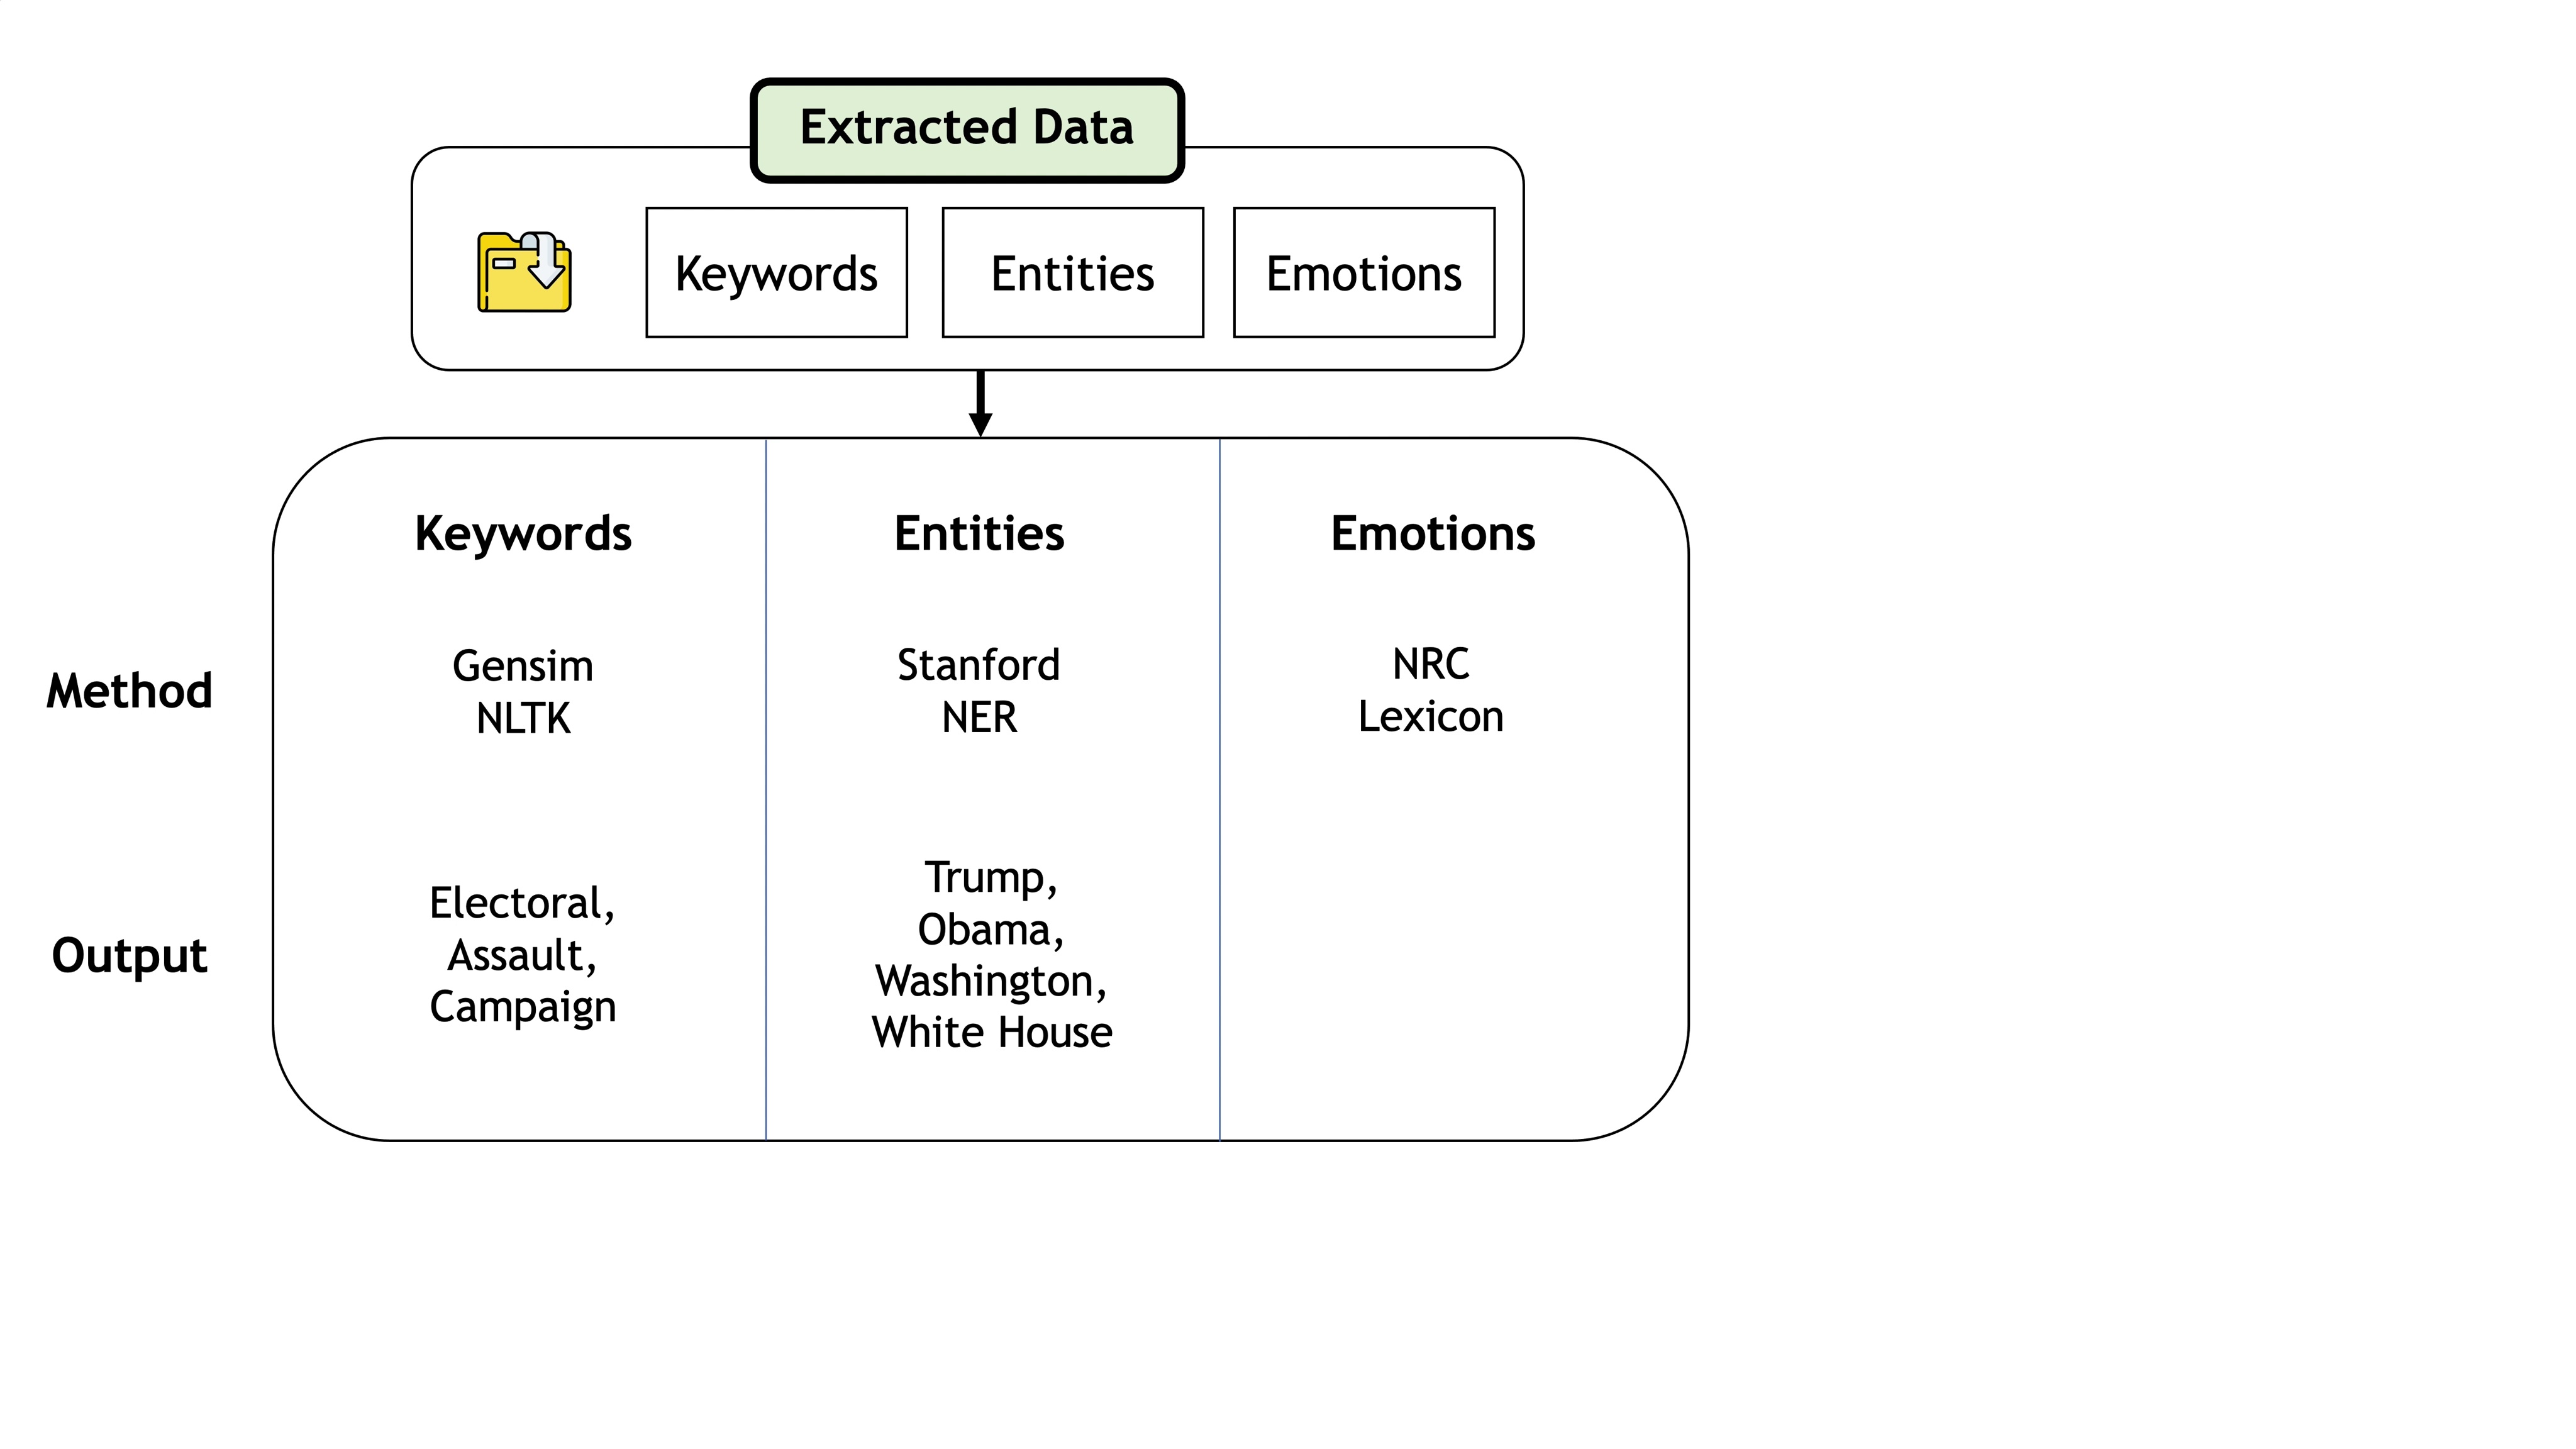 Extracted Data
Keywords
Entities
Emotions
Keywords
Entities
Emotions
Method
Gensim
NLTK
Stanford
NER
NRC
Lexicon
Output
Electoral,
Assault,
Campaign
Trump,
Obama,
Washington,
White House